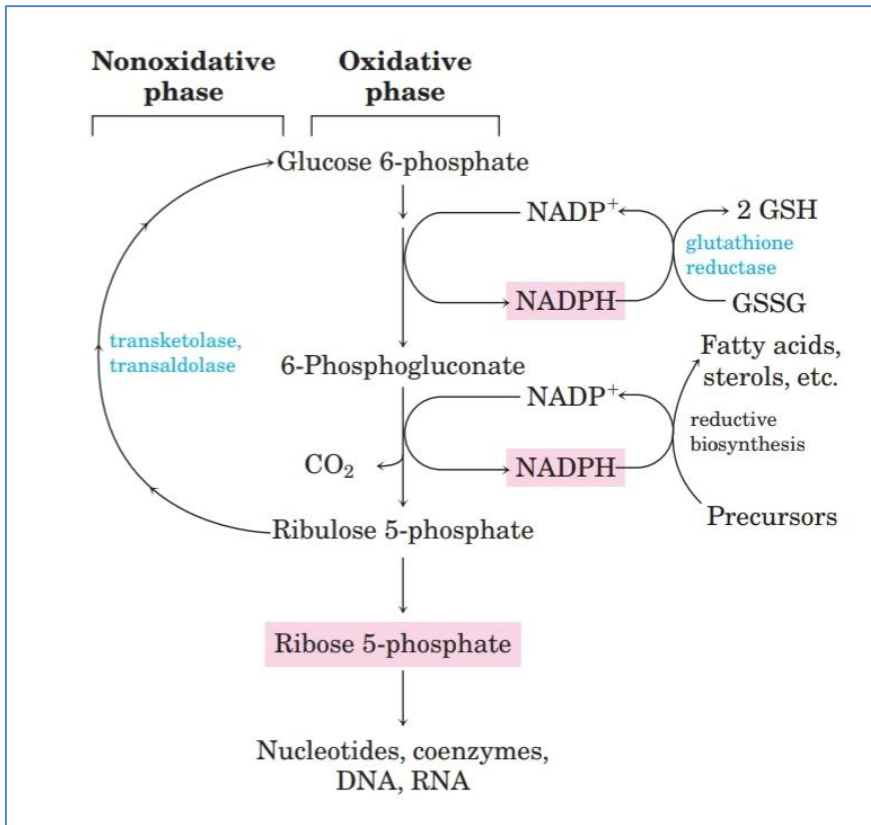 Nonoxidative
phase
Oxidative
phase
Glucose 6-phosphate
NADP+
2 GSH
glutathione
reductase
NADPH
GSSG
transketolase,
transaldolase
6-Phosphogluconate
Fatty acids,
sterols, etc.
NADP+
reductive
biosynthesis
CO2
NADPH
Precursors
Ribulose 5-phosphate
Ribose 5-phosphate
Nucleotides, coenzymes,
DNA, RNA